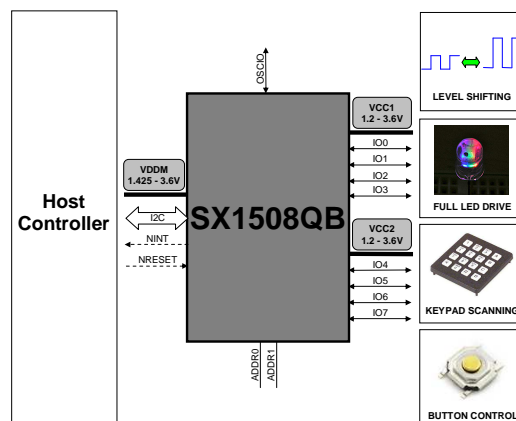 OSCIO
VCC1
1.2 - 3.6V
LEVEL SHIFTING
IO0
IO1
IO2
IO3
VDDM
1.425 - 3.6V
FULL LED DRIVE
Host
Controller
I2C
SX1508QB
NINT
NRESET
VCC2
1.2 - 3.6V
IO4
IO5
IO6
IO7
KEYPAD SCANNING
ADDR0
ADDR1
BUTTON CONTROL